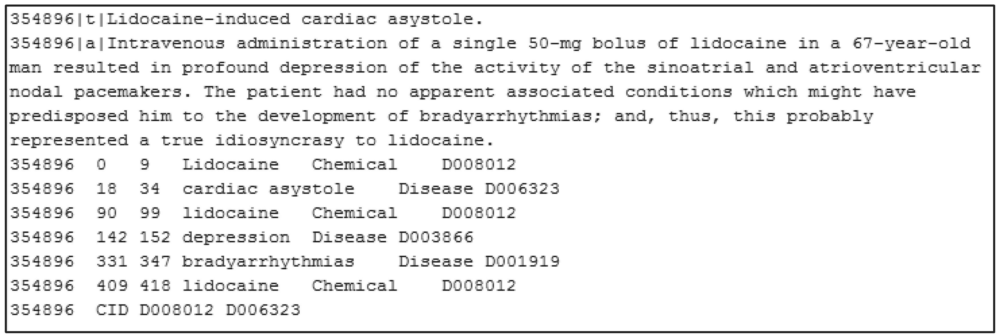 354896|t|Lidocaine-induced cardiac asystole.
354896|a|Intravenous administration of a single 50-mg bolus of lidocaine in a 67-year-old
man resulted in profound depression of the activity of the sinoatrial and atrioventricular
nodal pacemakers. The patient had no apparent associated conditions which might have
predisposed him to the development of bradyarrhythmias; and, thus, this probably
represented a true idiosyncrasy to lidocaine.
354896 0 9 Lidocaine Chemical D008012
354896 18 34 cardiac asystole Disease D006323
354896 90 99 lidocaine Chemical D008012
354896 142 152 depression Disease D003866
354896 331 347 bradyarrhythmias Disease D001919
354896 409 418 lidocaine Chemical D008012
354896 CID D008012 D006323